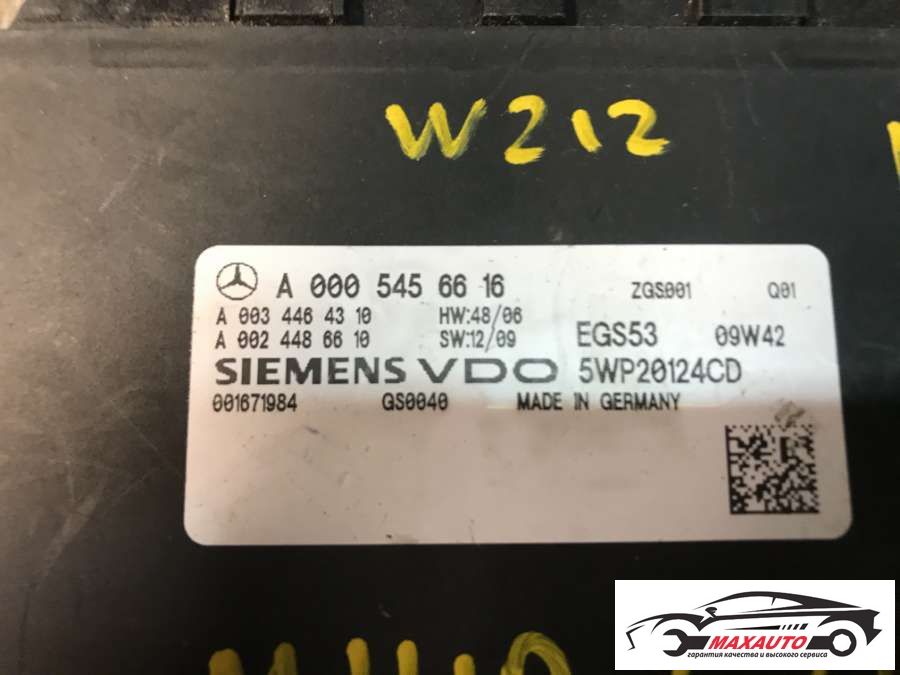 W212
A 000 545 66 16 ZGS001 Q01
A 003 446 43 10 HW:48/06
A 002 448 66 10 SW:12/09 EGS53 09W42
SIEMENS VDO 5WP20124CD
001671984 GS0040 MADE IN GERMANY
MAXAUTO
гарантия качества и высокого сервиса